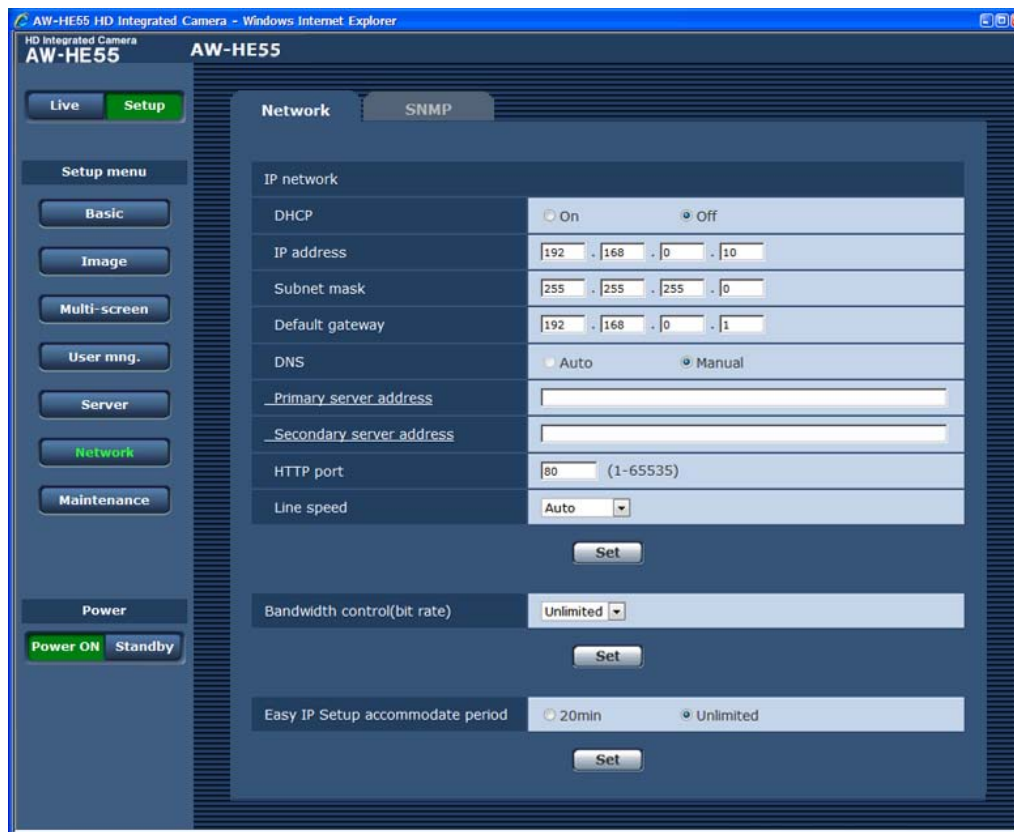 AW-HE55 HD Integrated Camera - Windows Internet Explorer
HD Integrated Camera
AW-HE55
AW-HE55
Live
Setup
Setup menu
Basic
Image
Multi-screen
User mng.
Server
Network
Maintenance
Power
Power ON
Standby
Network
SNMP
IP network
DHCP On Off
IP address 192 . 168 . 0 . 10
Subnet mask 255 . 255 . 255 . 0
Default gateway 192 . 168 . 0 . 1
DNS Auto Manual
Primary server address
Secondary server address
HTTP port 80 (1-65535)
Line speed Auto
Set
Bandwidth control(bit rate) Unlimited
Set
Easy IP Setup accommodate period 20min Unlimited
Set